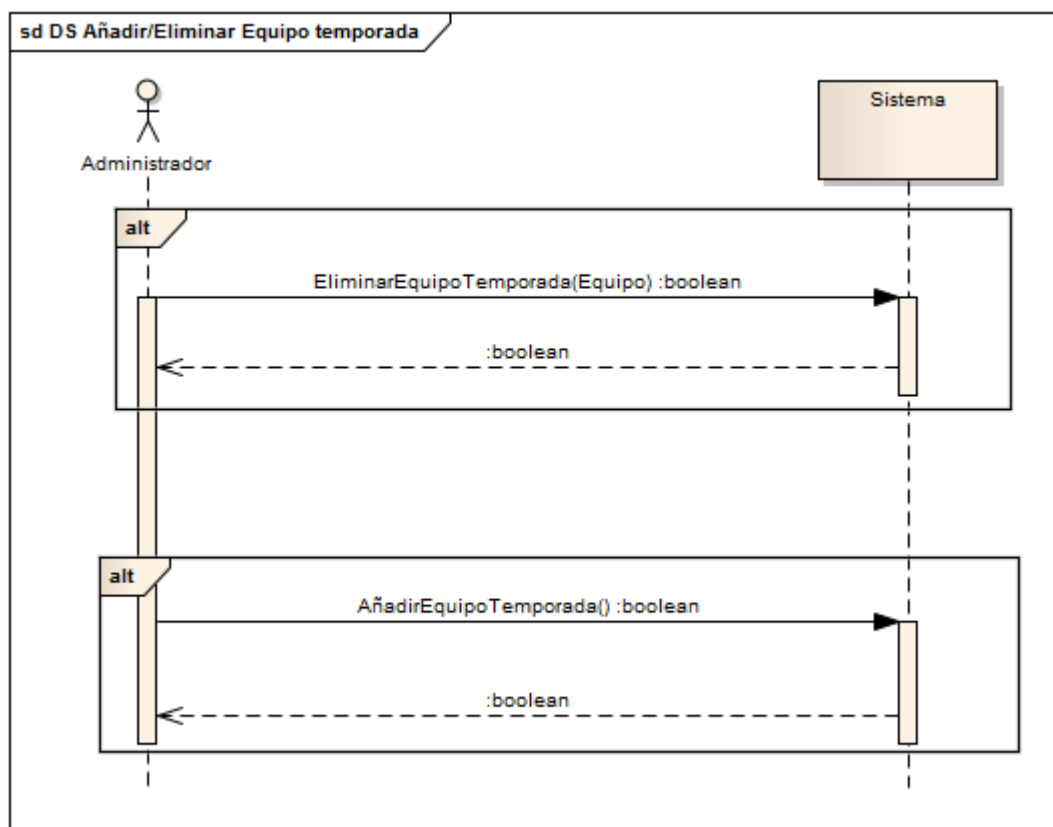 sd DS Añadir/Eliminar Equipo temporada
Administrador
Sistema
alt
EliminarEquipoTemporada(Equipo) :boolean
:boolean
alt
AñadirEquipoTemporada() :boolean
:boolean